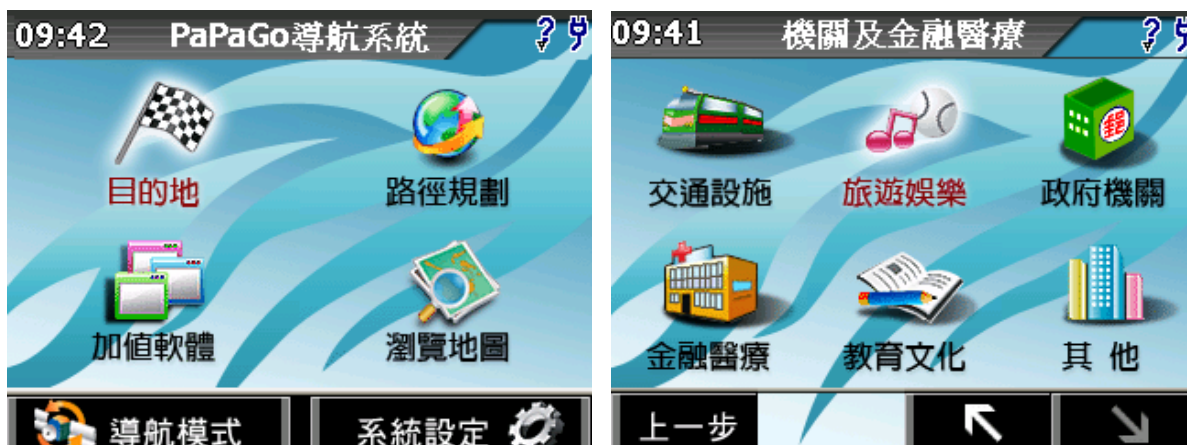 09:42 PaPaGo導航系統
目的地 路徑規劃
加值軟體 瀏覽地圖
導航模式 系統設定
09:41 機關及金融醫療
郵
交通設施 旅遊娛樂 政府機關
金融醫療 教育文化 其 他
上一步